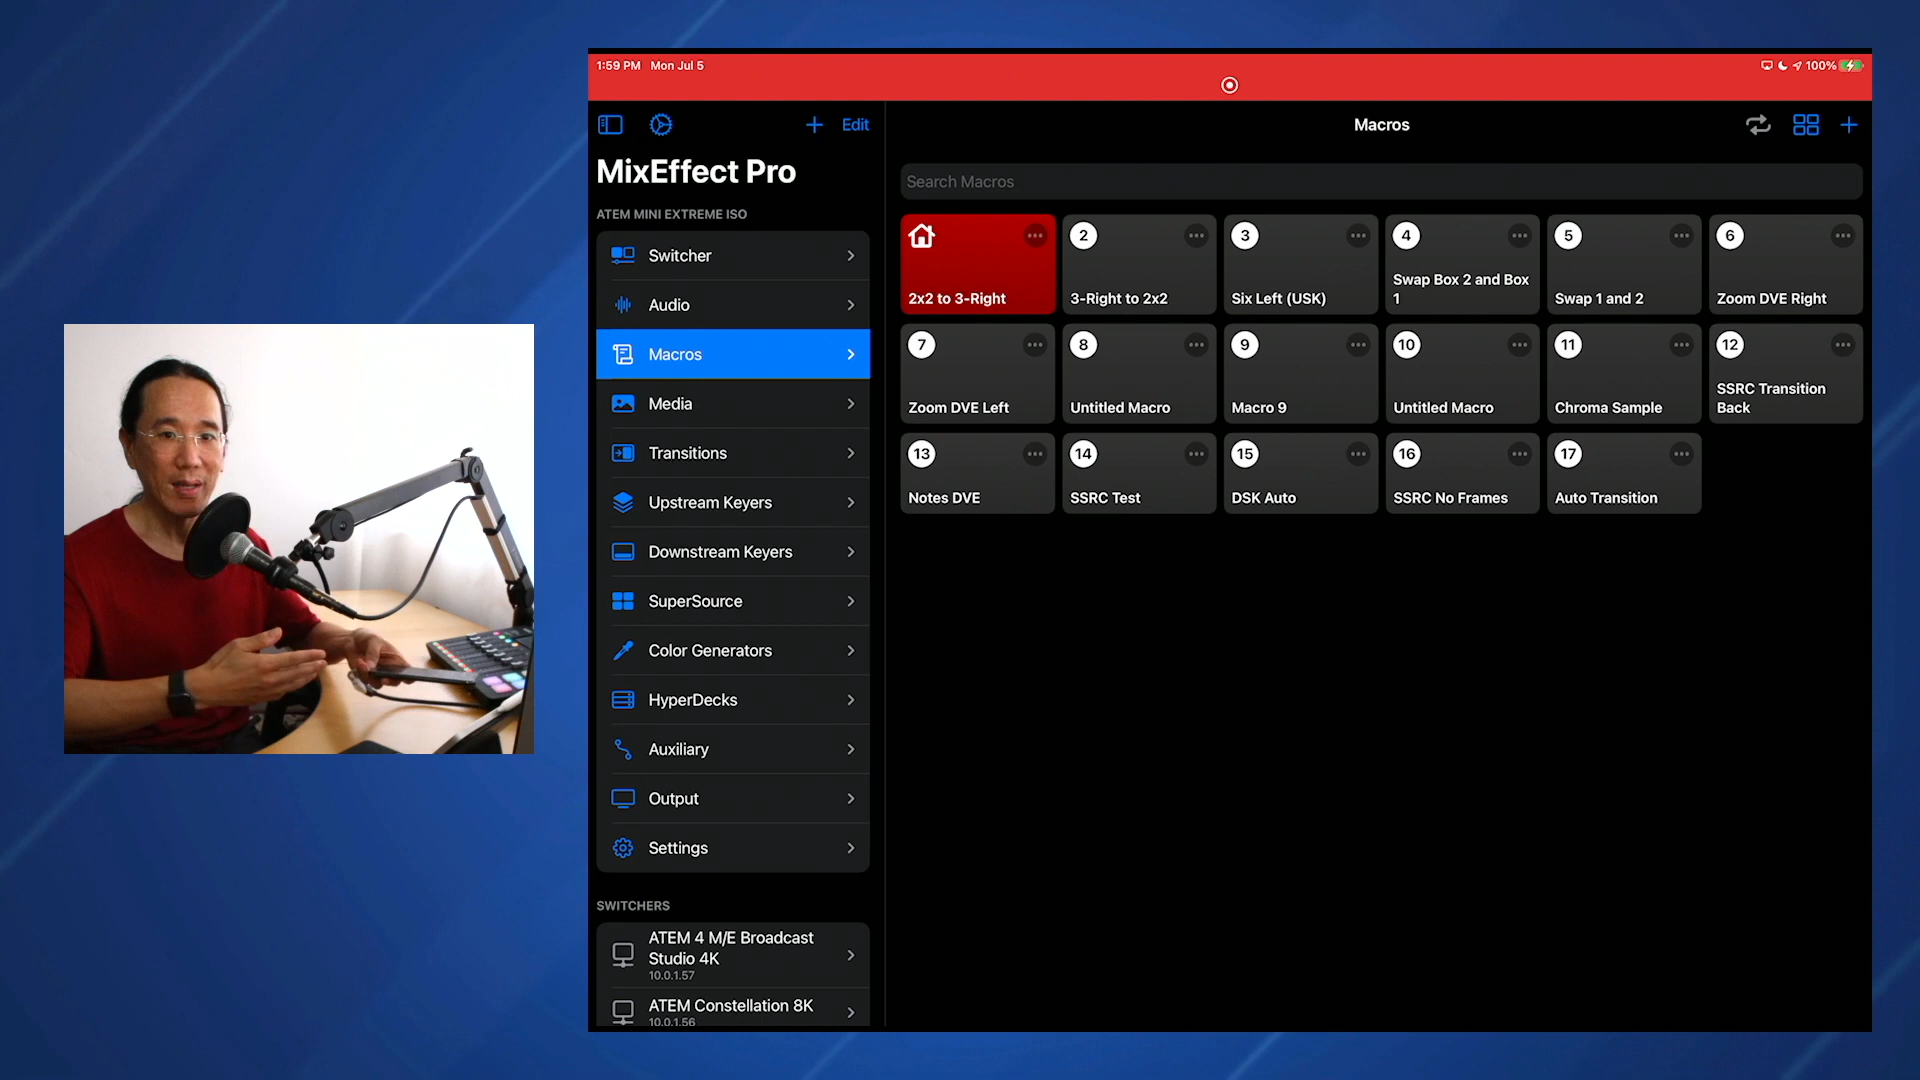 1:59 PM Mon Jul 5
100%
Edit
Macros
MixEffect Pro
ATEM MINI EXTREME ISO
Switcher
Audio
Macros
Media
Transitions
Upstream Keyers
Downstream Keyers
SuperSource
Color Generators
HyperDecks
Auxiliary
Output
Settings
SWITCHERS
ATEM 4 M/E Broadcast
Studio 4K
10.0.1.57
ATEM Constellation 8K
10.0.1.56
Search Macros
2x2 to 3-Right
2
3-Right to 2x2
3
Six Left (USK)
4
Swap Box 2 and Box
1
5
Swap 1 and 2
6
Zoom DVE Right
7
Zoom DVE Left
8
Untitled Macro
9
Macro 9
10
Untitled Macro
11
Chroma Sample
12
SSRC Transition
Back
13
Notes DVE
14
SSRC Test
15
DSK Auto
16
SSRC No Frames
17
Auto Transition